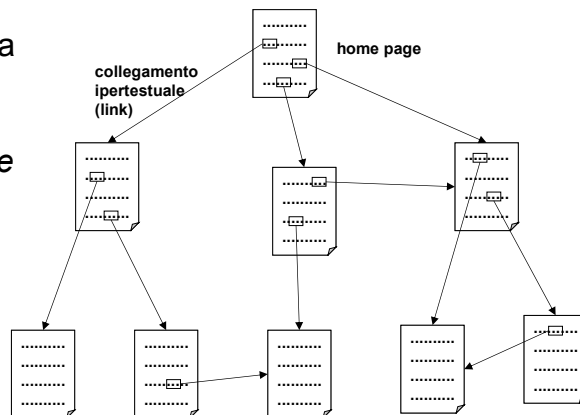 a
home page
collegamento
ipertestuale
(link)
e